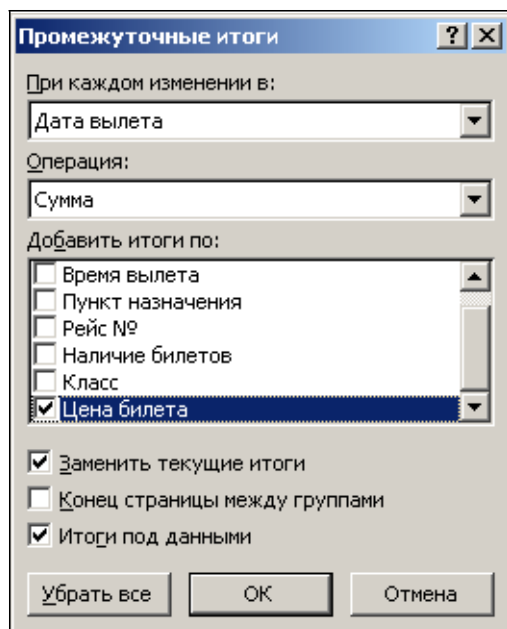 Промежуточные итоги
При каждом изменении в:
Дата вылета
Операция:
Сумма
Добавить итоги по:
Время вылета
Пункт назначения
Рейс №
Наличие билетов
Класс
Цена билета
Заменить текущие итоги
Конец страницы между группами
Итоги под данными
Убрать все ОК Отмена